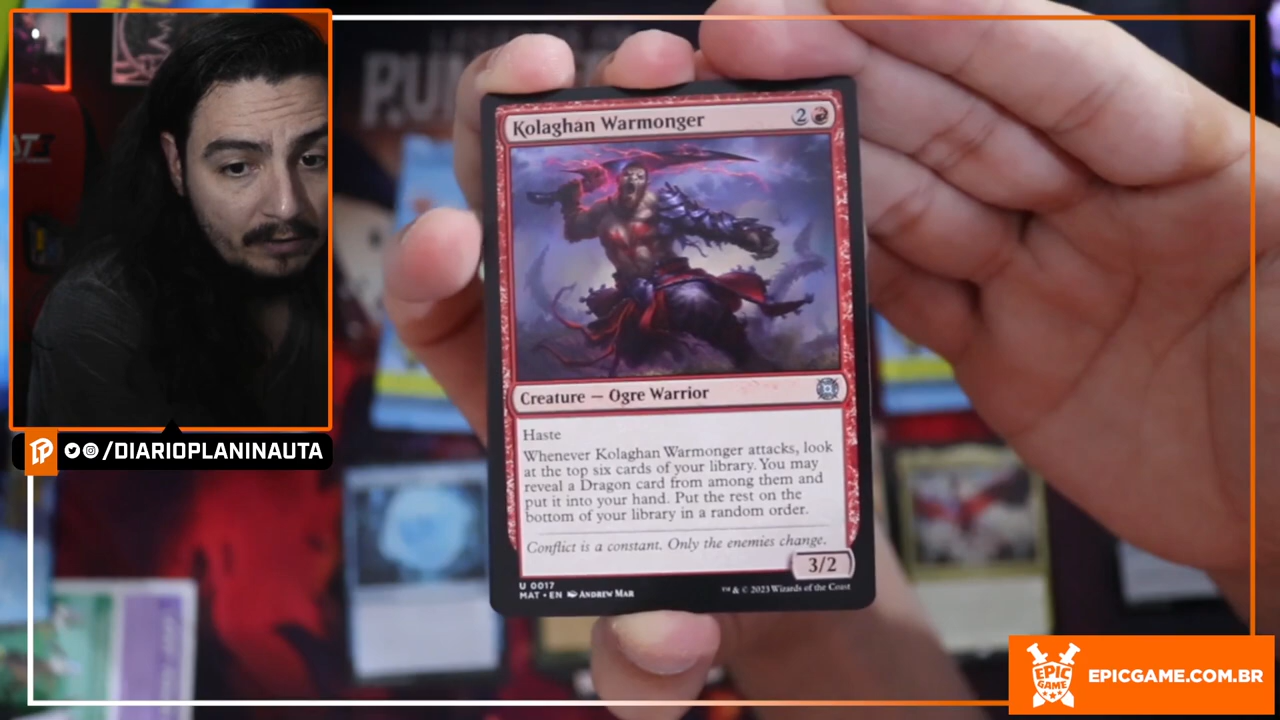 PUN
Kolaghan Warmonger 2
Creature — Ogre Warrior
Haste
Whenever Kolaghan Warmonger attacks, look
at the top six cards of your library. You may
reveal a Dragon card from among them and
put it into your hand. Put the rest on the
bottom of your library in a random order.
Conflict is a constant. Only the enemies change.
3/2
U 0017
MAT • EN ANDREW MAR
™ & © 2023 Wizards of the Coast
/DIARIOPLANINAUTA
EPIC
GAME
EPICGAME.COM.BR